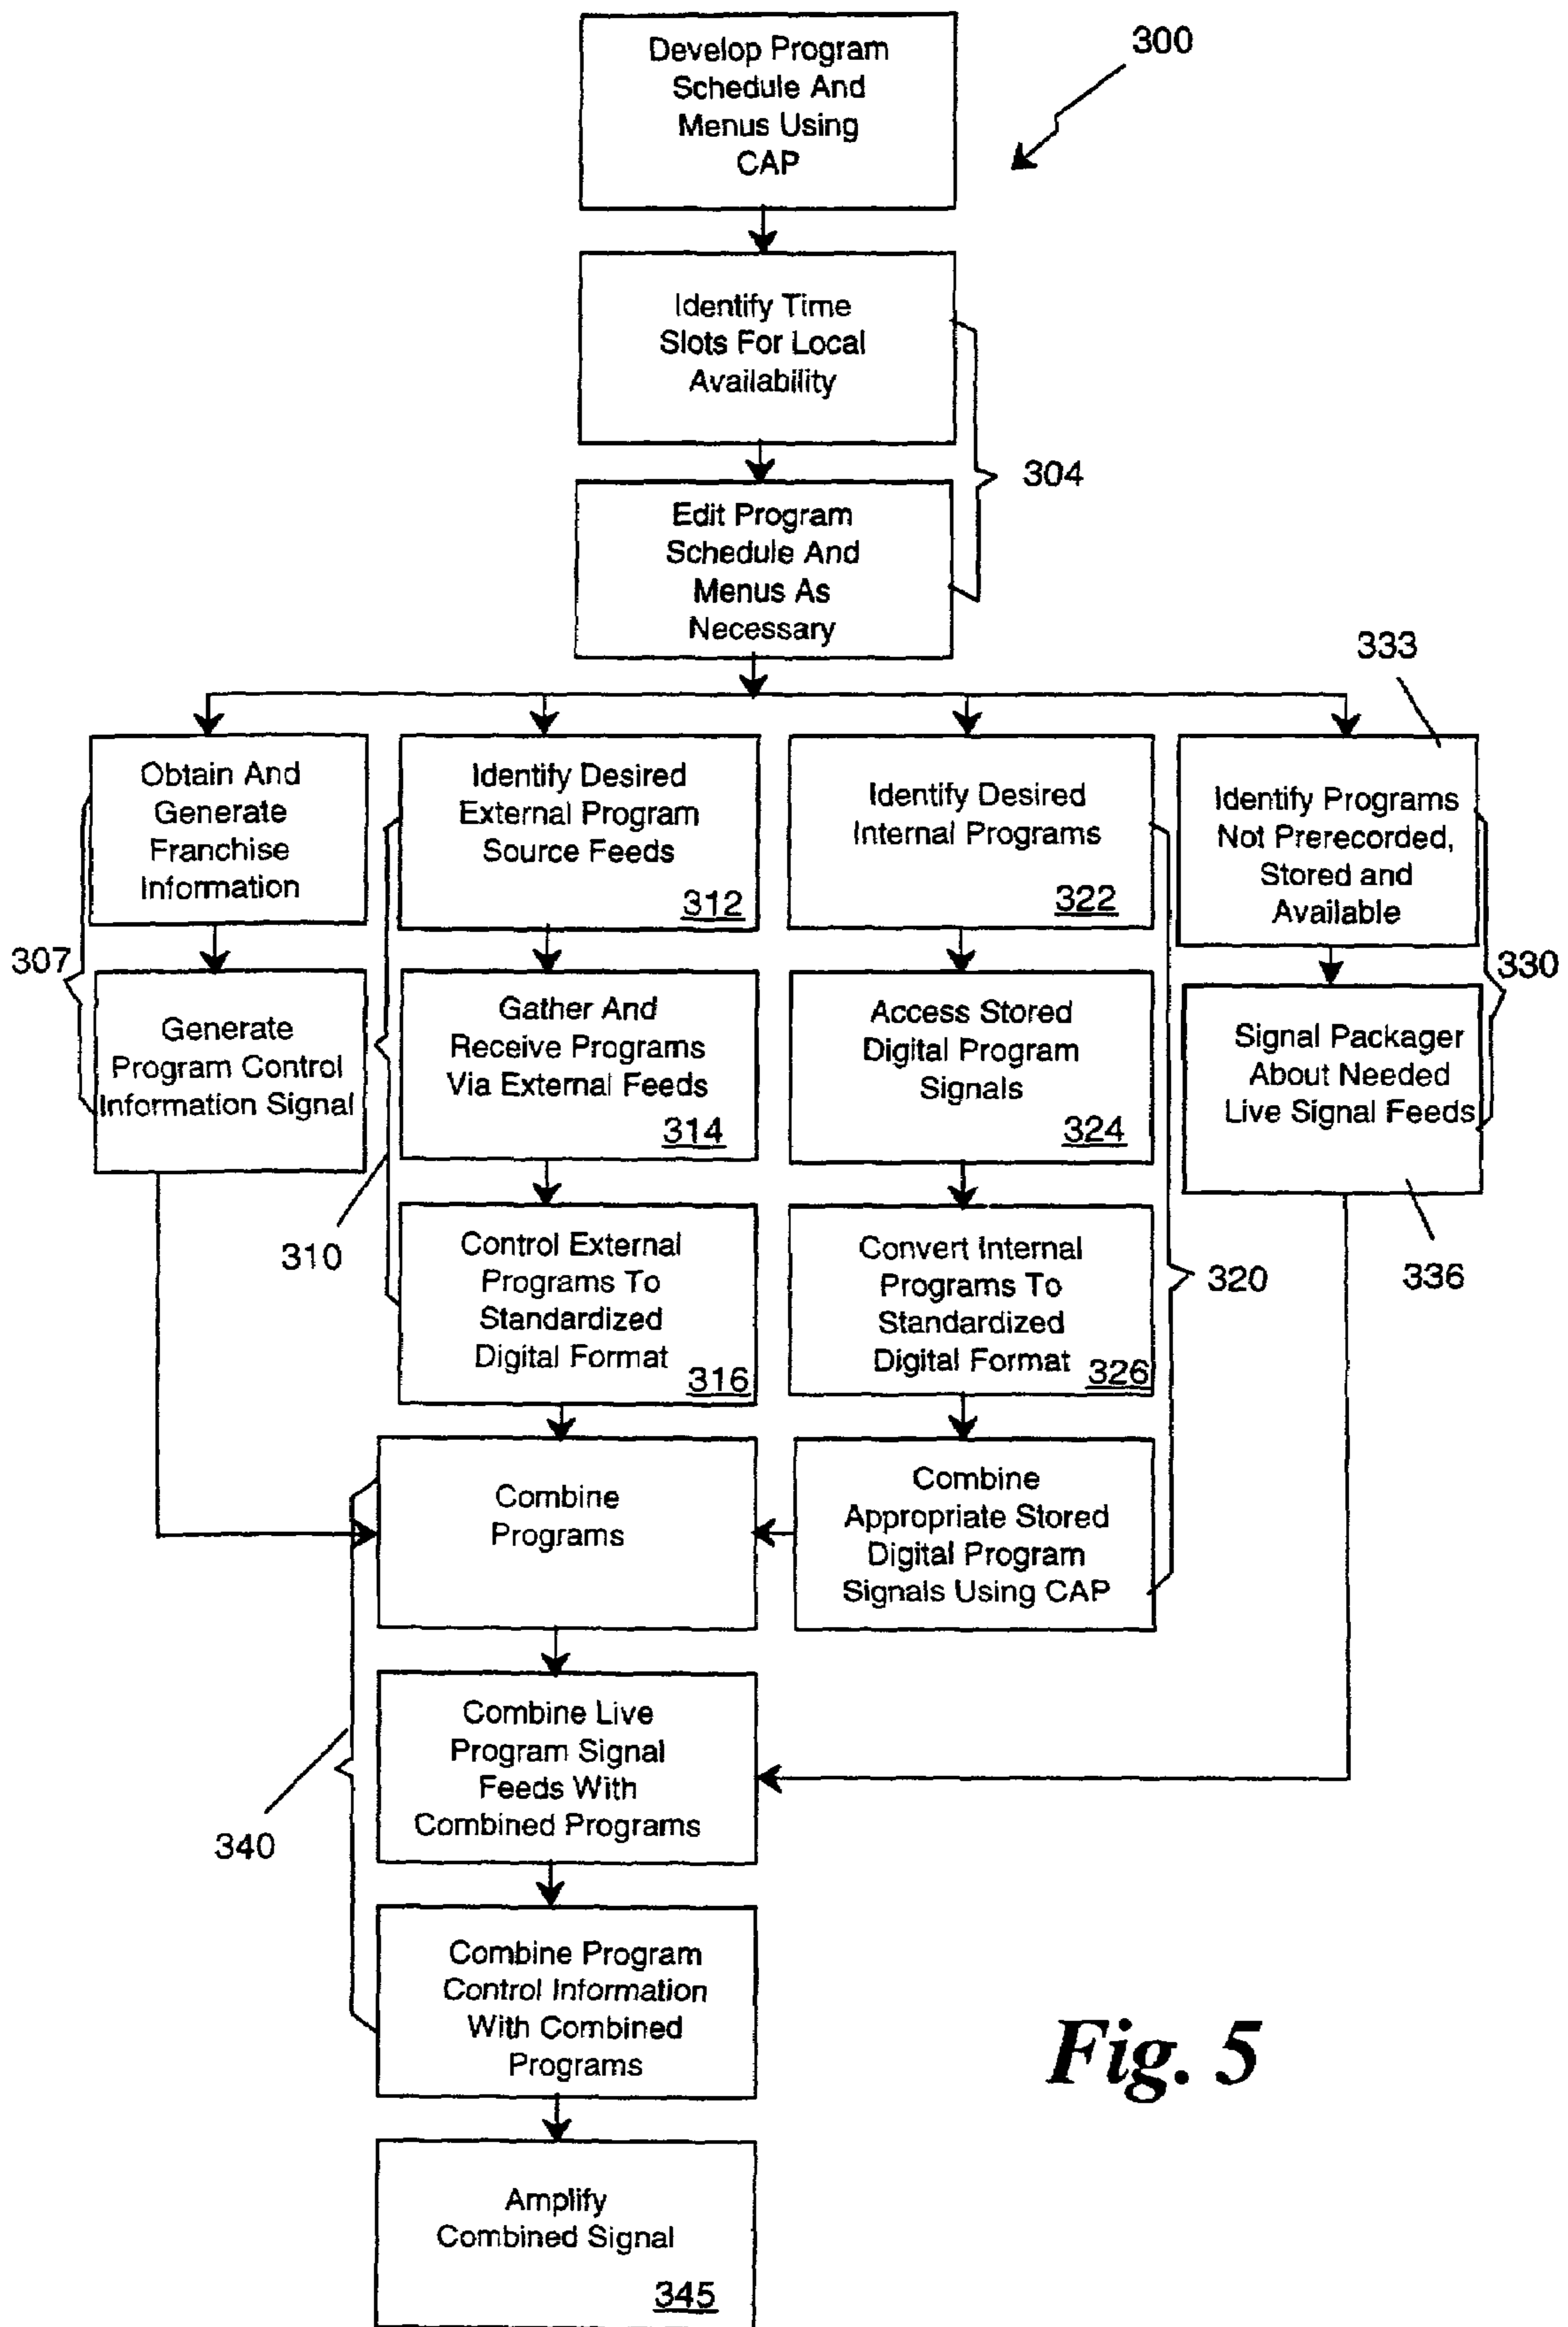 Develop Program
Schedule And
Menus Using
CAP
300
Identify Time
Slots For Local
Availability
304
Edit Program
Schedule And
Menus As
Necessary
333
Obtain And
Generate
Franchise
Information
307
Generate
Program Control
Information Signal
Identify Desired
External Program
Source Feeds
312
Gather And
Receive Programs
Via External Feeds
314
310
Control External
Programs To
Standardized
Digital Format
316
Identify Desired
Internal Programs
322
Access Stored
Digital Program
Signals
324
Convert Internal
Programs To
Standardized
Digital Format
326
320
Combine
Appropriate Stored
Digital Program
Signals Using CAP
Identify Programs
Not Prerecorded,
Stored and
Available
330
Signal Packager
About Needed
Live Signal Feeds
336
Combine
Programs
Combine Live
Program Signal
Feeds With
Combined Programs
340
Combine Program
Control Information
With Combined
Programs
Amplify
Combined Signal
345
Fig. 5